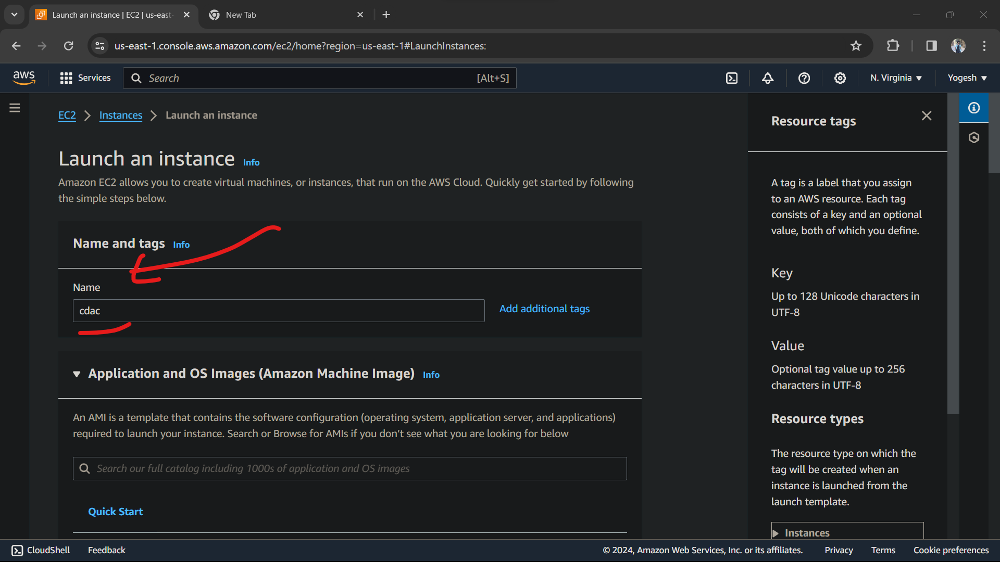 Launch an instance | EC2 | us-east-
New Tab
us-east-1.console.aws.amazon.com/ec2/home?region=us-east-1#LaunchInstances:
aws
Services
Search
[Alt+S]
N. Virginia
Yogesh
EC2
Instances
Launch an instance
Launch an instance Info
Amazon EC2 allows you to create virtual machines, or instances, that run on the AWS Cloud. Quickly get started by following
the simple steps below.
Name and tags Info
Name
cdac
Add additional tags
Application and OS Images (Amazon Machine Image) Info
An AMI is a template that contains the software configuration (operating system, application server, and applications)
required to launch your instance. Search or Browse for AMIs if you don’t see what you are looking for below
Search our full catalog including 1000s of application and OS images
Quick Start
Resource tags
A tag is a label that you assign
to an AWS resource. Each tag
consists of a key and an optional
value, both of which you define.
Key
Up to 128 Unicode characters in
UTF-8
Value
Optional tag value up to 256
characters in UTF-8
Resource types
The resource type on which the
tag will be created when an
instance is launched from the
launch template.
Instances
CloudShell
Feedback
© 2024, Amazon Web Services, Inc. or its affiliates.
Privacy
Terms
Cookie preferences